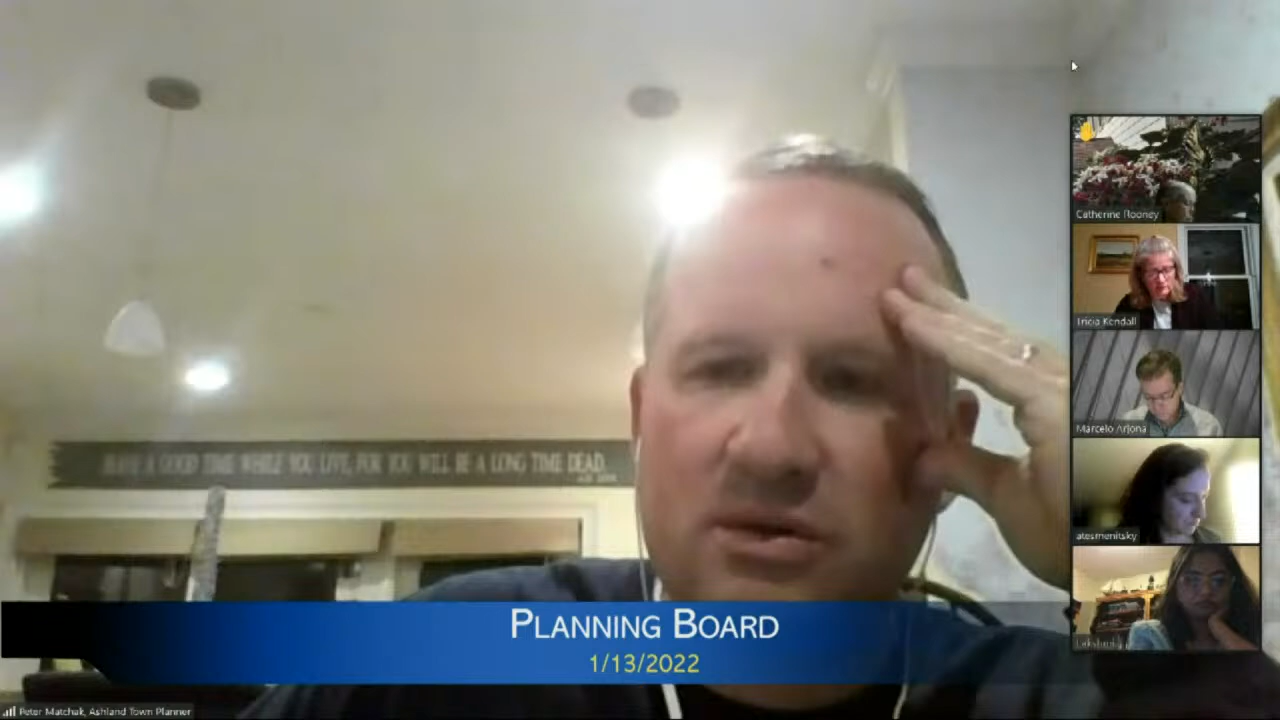 HAVE A GOOD TIME WHILE YOU LIVE, FOR YOU WILL BE A LONG TIME DEAD.
PLANNING BOARD
1/13/2022
Peter Matchak, Ashland Town Planner
Catherine Rooney
Tricia Kendall
Marcelo Arjona
atesmenitsky